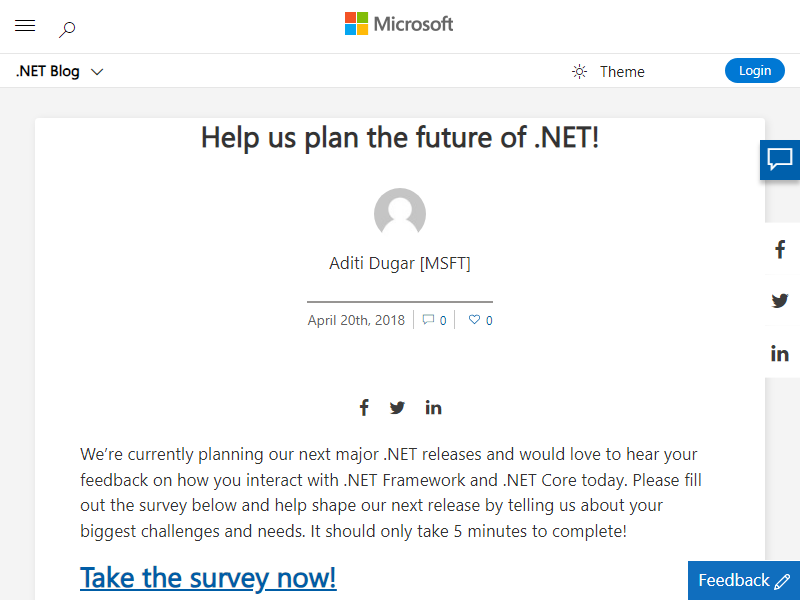 Microsoft
.NET Blog
Theme
Login
Help us plan the future of .NET!
Aditi Dugar [MSFT]
April 20th, 2018 0 0
We’re currently planning our next major .NET releases and would love to hear your
feedback on how you interact with .NET Framework and .NET Core today. Please fill
out the survey below and help shape our next release by telling us about your
biggest challenges and needs. It should only take 5 minutes to complete!
Take the survey now!
Feedback